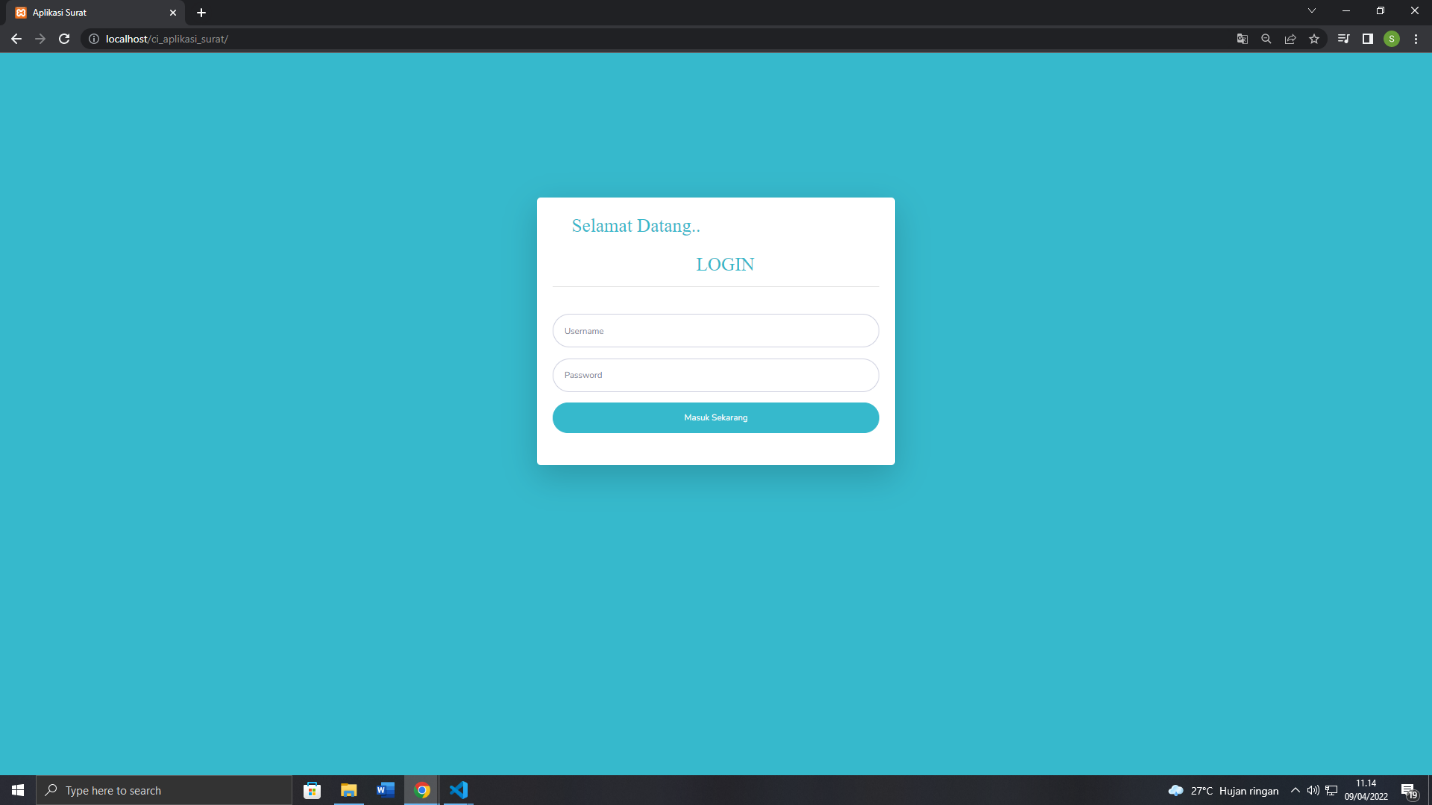 Aplikasi Surat
localhost/ci_aplikasi_surat/
S
Selamat Datang..
LOGIN
Username
Password
Masuk Sekarang
Type here to search
27°C Hujan ringan
11.14
09/04/2022
19